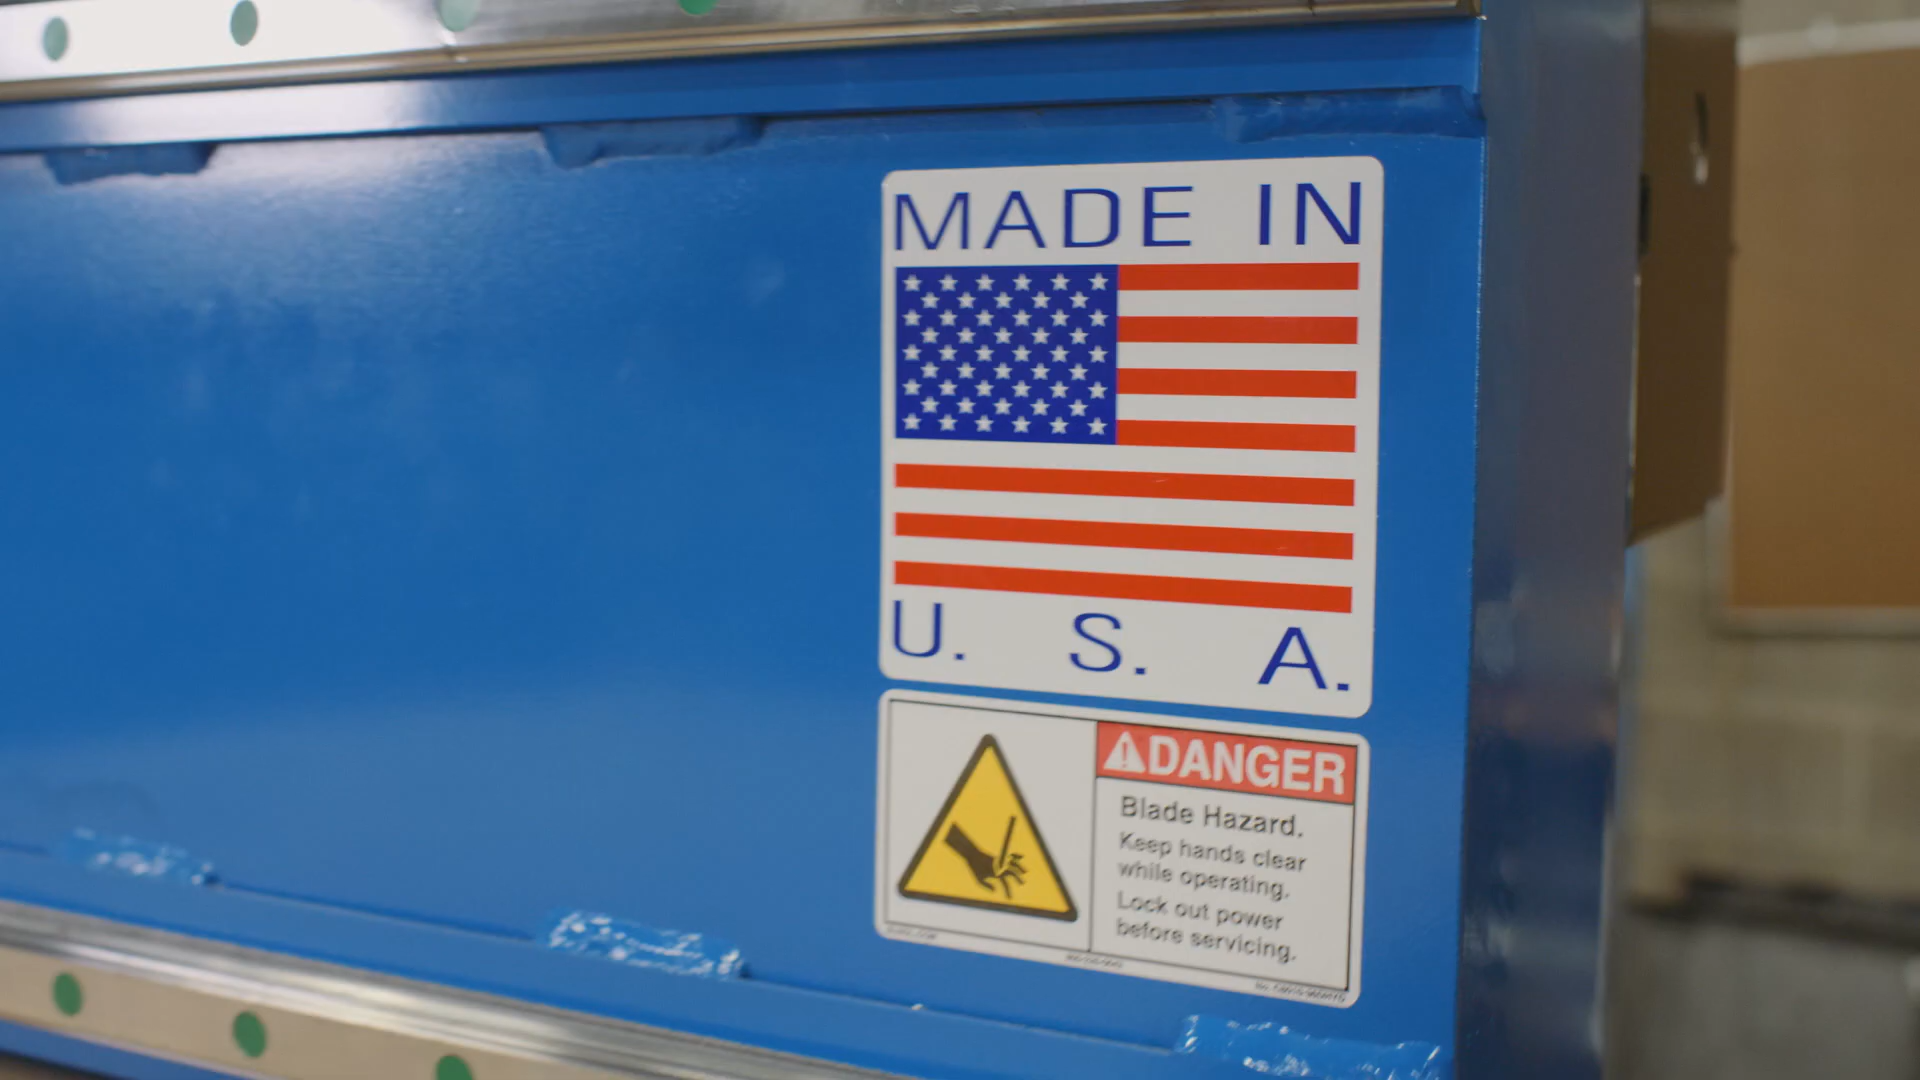 MADE IN
U. S. A.
DANGER
Blade Hazard.
Keep hands clear
while operating.
Lock out power
before servicing.